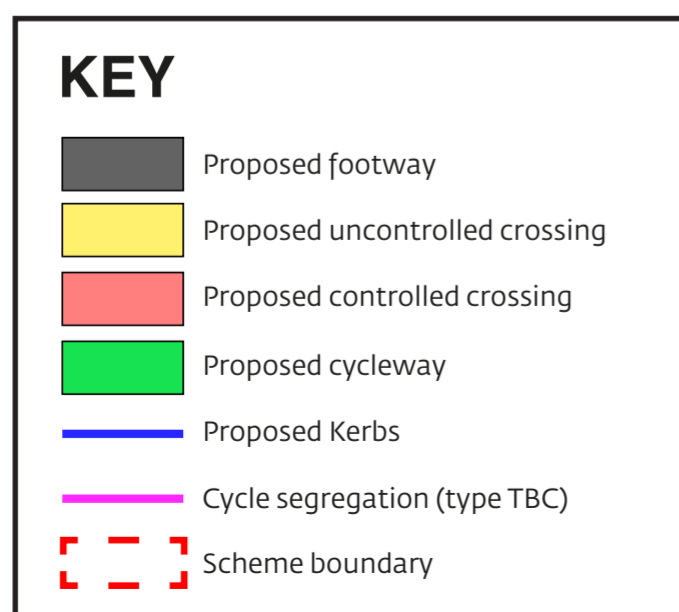 KEY
Proposed footway
Proposed uncontrolled crossing
Proposed controlled crossing
Proposed cycleway
Proposed Kerbs
Cycle segregation (type TBC)
Scheme boundary